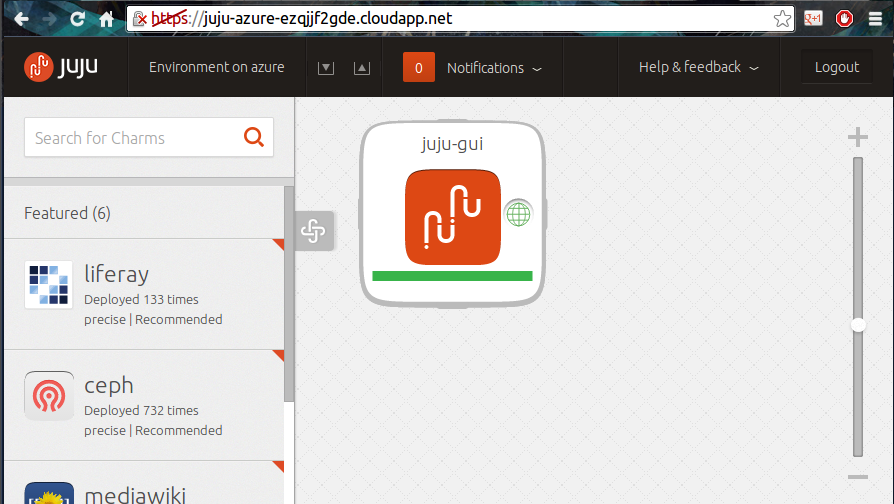 https://juju-azure-ezqjjf2gde.cloudapp.net
g+1
juju
Environment on azure
0
Notifications
Help & feedback
Logout
Search for Charms
Featured (6)
liferay
Deployed 133 times
precise | Recommended
ceph
Deployed 732 times
precise | Recommended
mediawiki
juju-gui